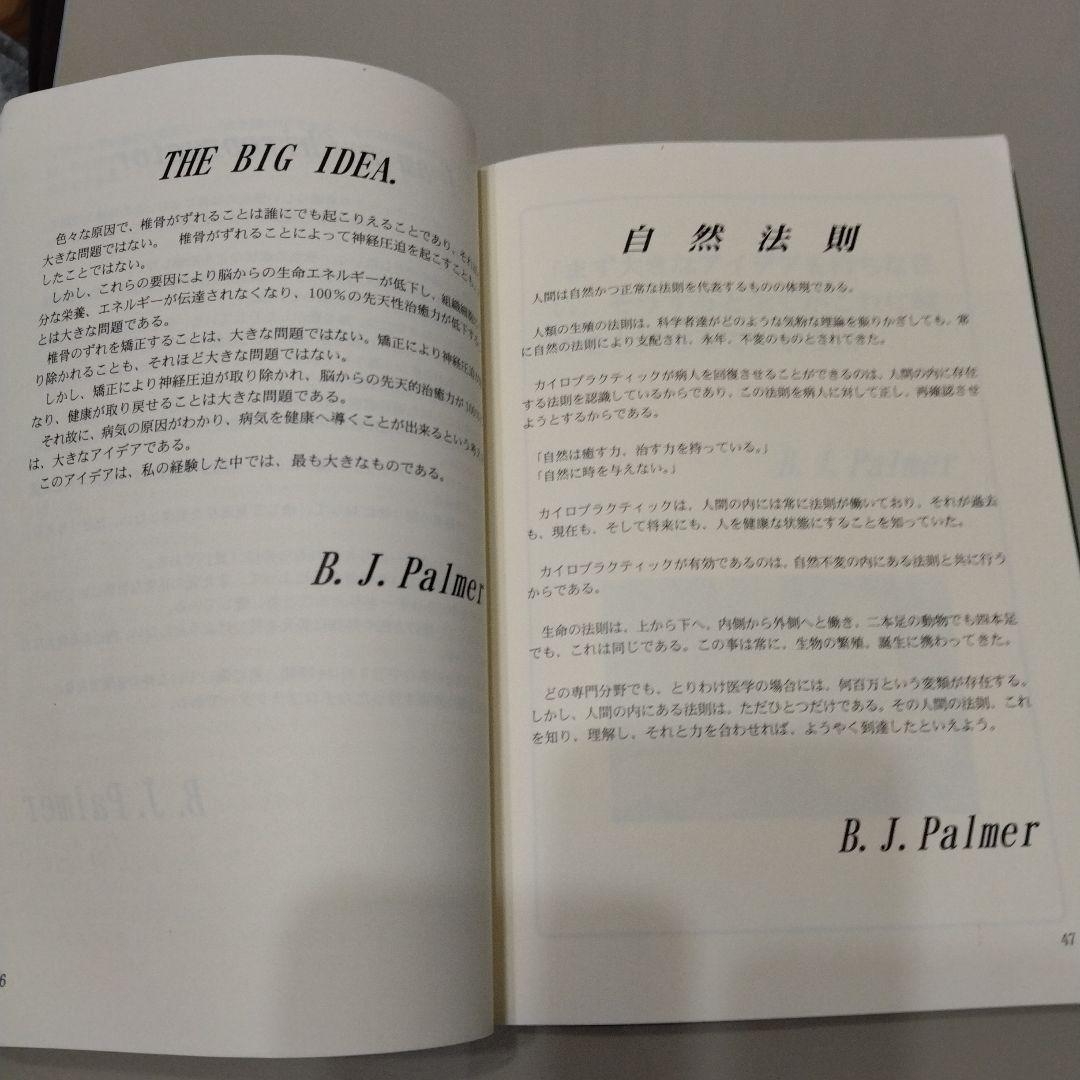 THE BIG IDEA.
色々な原因で、椎骨がずれることは誰にでも起こりえることであり、それほど
大きな問題ではない。 椎骨がずれることによって神経圧迫を起こすことも、
したことではない。
しかし、これらの要因により脳からの生命エネルギーが低下し、組織細胞
分な栄養、エネルギーが伝達されなくなり、100%の先天性治癒力が低下する。
とは大きな問題である。
椎骨のずれを矯正することは、大きな問題ではない。矯正により神経圧迫が
り除かれることも、それほど大きな問題ではない。
しかし、矯正により神経圧迫が取り除かれ、脳からの先天的治癒力が100%
なり、健康が取り戻せることは大きな問題である。
それ故に、病気の原因がわかり、病気を健康へ導くことが出来るという
は、大きなアイデアである。
このアイデアは、私の経験した中では、最も大きなものである。
B.J.Palmer
6
自然法則
人間は自然かつ正常な法則を代表するものの体現である。
人類の生殖の法則は、科学者達がどのような気粉な理論を振りかざしても、常
に自然の法則により支配され、永年、不変のものとされてきた。
カイロプラクティックが病人を回復させることができるのは、人間の内に存在
する法則を認識しているからであり、この法則を病人に対して正し、再確認させ
ようとするからである。
「自然は癒す力、治す力を持っている。」
「自然に時を与えない。」
カイロプラクティックは、人間の内には常に法則が働いており、それが過去
も、現在も、そして将来にも、人を健康な状態にすることを知っていた。
カイロプラクティックが有効であるのは、自然不変の内にある法則と共に行う
からである。
生命の法則は、上から下へ、内側から外側へと働き、二本足の動物でも四本足
でも、これは同じである。この事は常に、生物の繁殖、誕生に携わってきた。
どの専門分野でも、とりわけ医学の場合には、何百万という変類が存在する。
しかし、人間の内にある法則は、ただひとつだけである。その人間の法則、これ
を知り、理解し、それと力を合わせれば、ようやく到達したといえよう。
B.J.Palmer
47